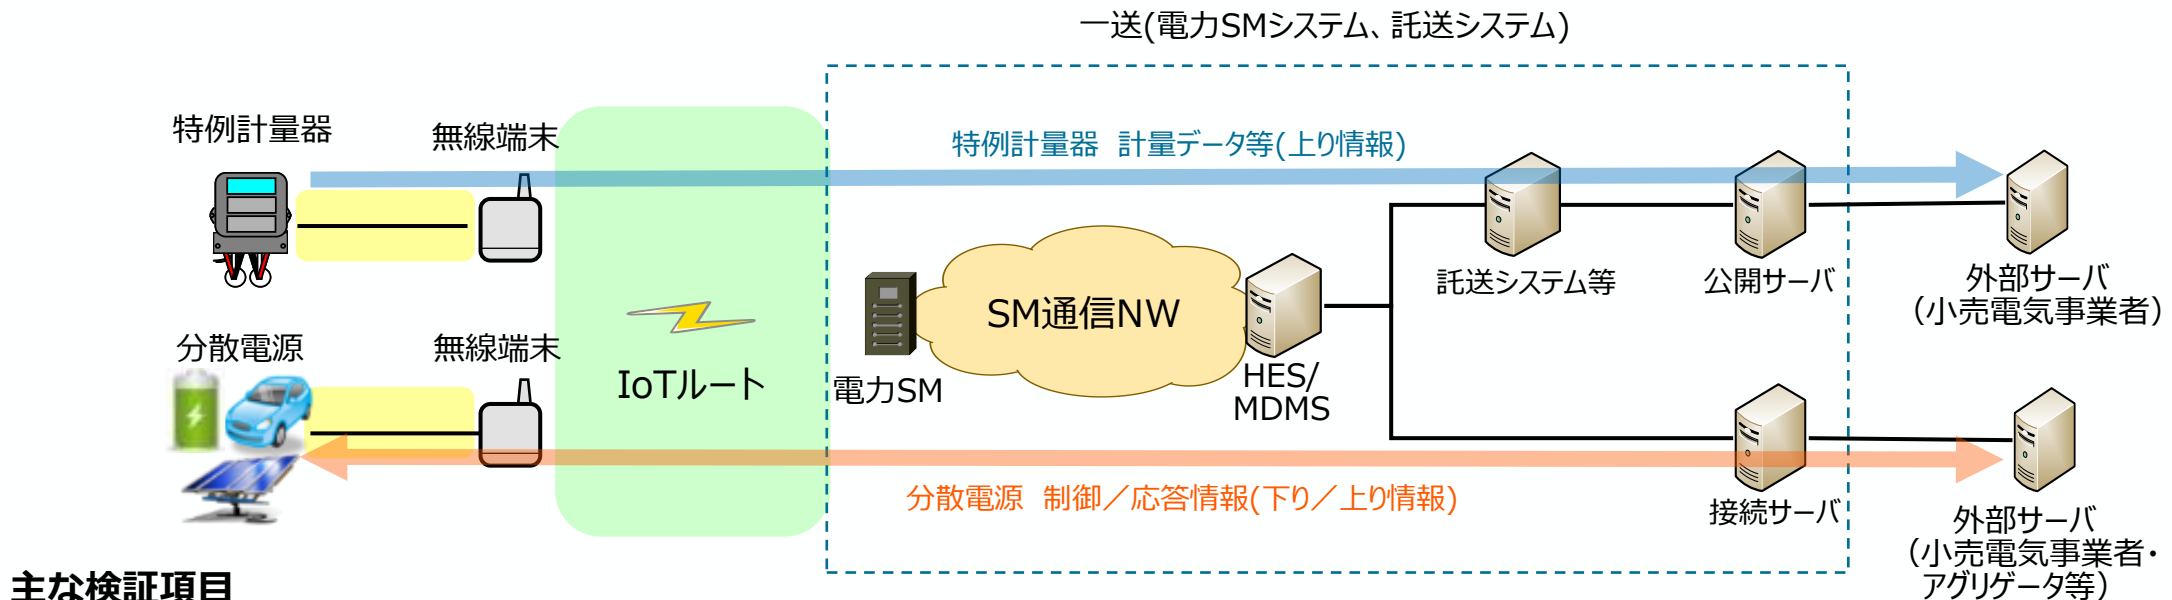 一送(電力SMシステム、託送システム)
特例計量器
無線端末
特例計量器 計量データ等(上り情報)
託送システム等
公開サーバ
外部サーバ
（小売電気事業者）
分散電源
無線端末
IoTルート
電力SM
SM通信NW
HES/
MDMS
分散電源 制御／応答情報(下り／上り情報)
接続サーバ
外部サーバ
（小売電気事業者・
アグリゲータ等）
主な検証項目